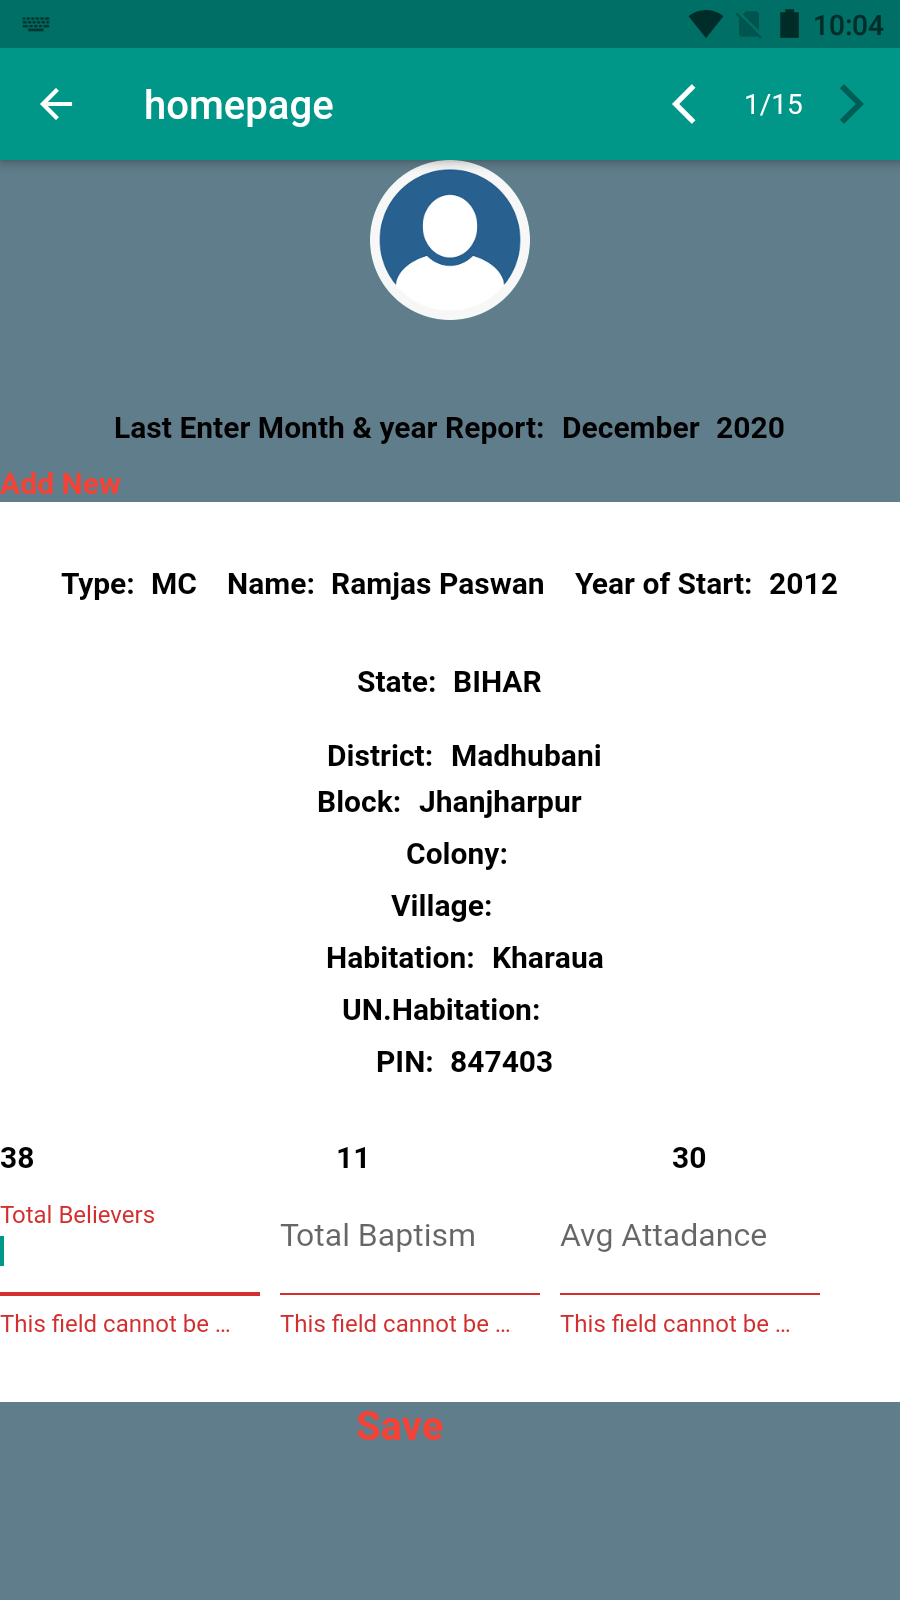 10:04
homepage 1/15
Last Enter Month & year Report: December 2020
Add New
Type: MC Name: Ramjas Paswan Year of Start: 2012
State: BIHAR
District: Madhubani
Block: Jhanjharpur
Colony:
Village:
Habitation: Kharaua
UN.Habitation:
PIN: 847403
38 11 30
Total Believers Total Baptism Avg Attadance
This field cannot be ... This field cannot be ... This field cannot be ...
Save